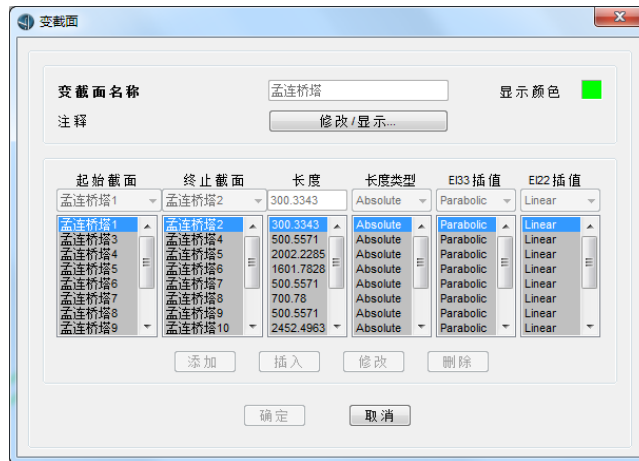 变截面
变截面名称 孟连桥塔 显示颜色
注释 修改/显示...
起始截面 终止截面 长度 长度类型 EI33插值 EI22插值
孟连桥塔1 孟连桥塔2 300.3343 Absolute Parabolic Linear
孟连桥塔1 孟连桥塔2 300.3343 Absolute Parabolic Linear
孟连桥塔3 孟连桥塔4 500.5571 Absolute Parabolic Linear
孟连桥塔4 孟连桥塔5 2002.2285 Absolute Parabolic Linear
孟连桥塔5 孟连桥塔6 1601.7828 Absolute Parabolic Linear
孟连桥塔6 孟连桥塔7 500.5571 Absolute Parabolic Linear
孟连桥塔7 孟连桥塔8 700.78 Absolute Parabolic Linear
孟连桥塔8 孟连桥塔9 500.5571 Absolute Parabolic Linear
孟连桥塔9 孟连桥塔10 2452.4963 Absolute Parabolic Linear
添加 插入 修改 删除
确定 取消